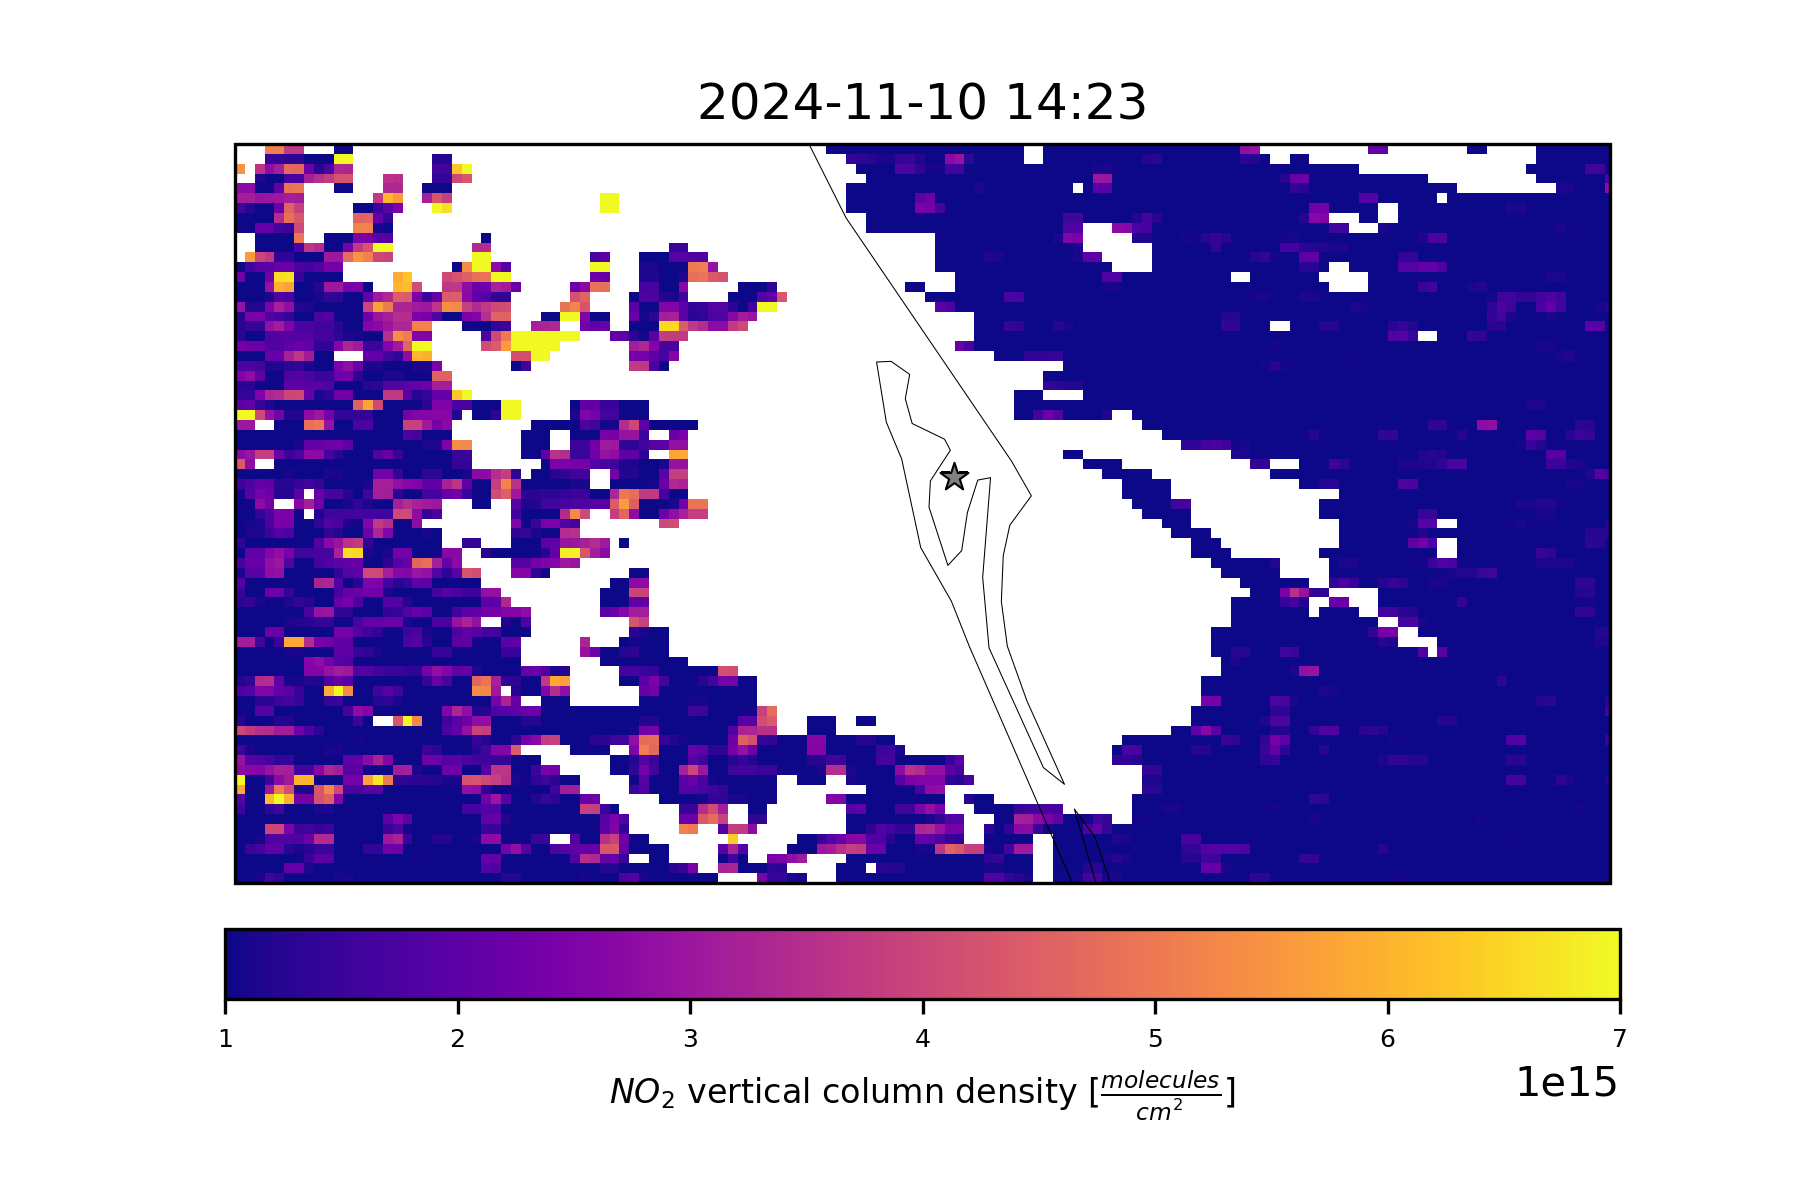 2024-11-10 14:23
1 2 3 4 5 6 7
1e15
NO₂ vertical column density [molecules/cm²]